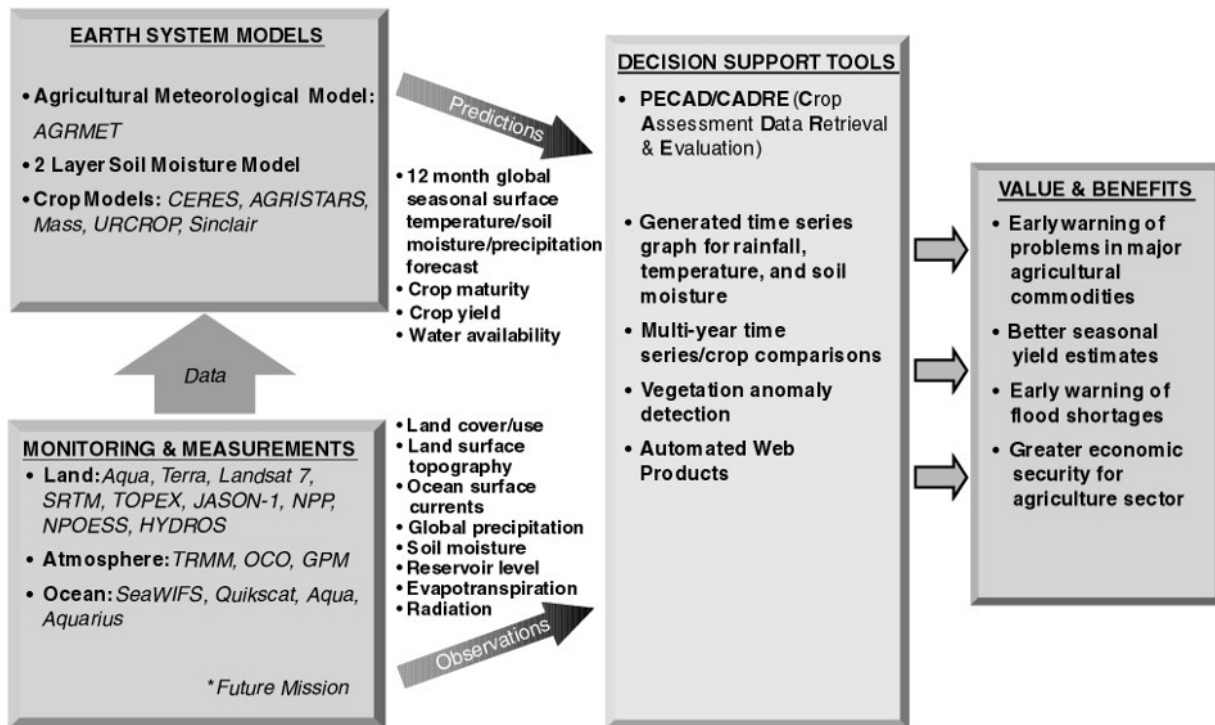 EARTH SYSTEM MODELS
• Agricultural Meteorological Model:
AGRMET
• 2 Layer Soil Moisture Model
• Crop Models: CERES, AGRISTARS,
Mass, URCROP, Sinclair
Data
MONITORING & MEASUREMENTS
• Land: Aqua, Terra, Landsat 7,
SRTM, TOPEX, JASON-1, NPP,
NPOESS, HYDROS
• Atmosphere: TRMM, OCO, GPM
• Ocean: SeaWIFS, Quikscat, Aqua,
Aquarius
*Future Mission
Predictions
• 12 month global
seasonal surface
temperature/soil
moisture/precipitation
forecast
• Crop maturity
• Crop yield
• Water availability
• Land cover/use
• Land surface
topography
• Ocean surface
currents
• Global precipitation
• Soil moisture
• Reservoir level
• Evapotranspiration
• Radiation
Observations
DECISION SUPPORT TOOLS
• PECAD/CADRE (Crop
Assessment Data Retrieval
& Evaluation)
• Generated time series
graph for rainfall,
temperature, and soil
moisture
• Multi-year time
series/crop comparisons
• Vegetation anomaly
detection
• Automated Web
Products
VALUE & BENEFITS
• Early warning of
problems in major
agricultural
commodities
• Better seasonal
yield estimates
• Early warning of
flood shortages
• Greater economic
security for
agriculture sector